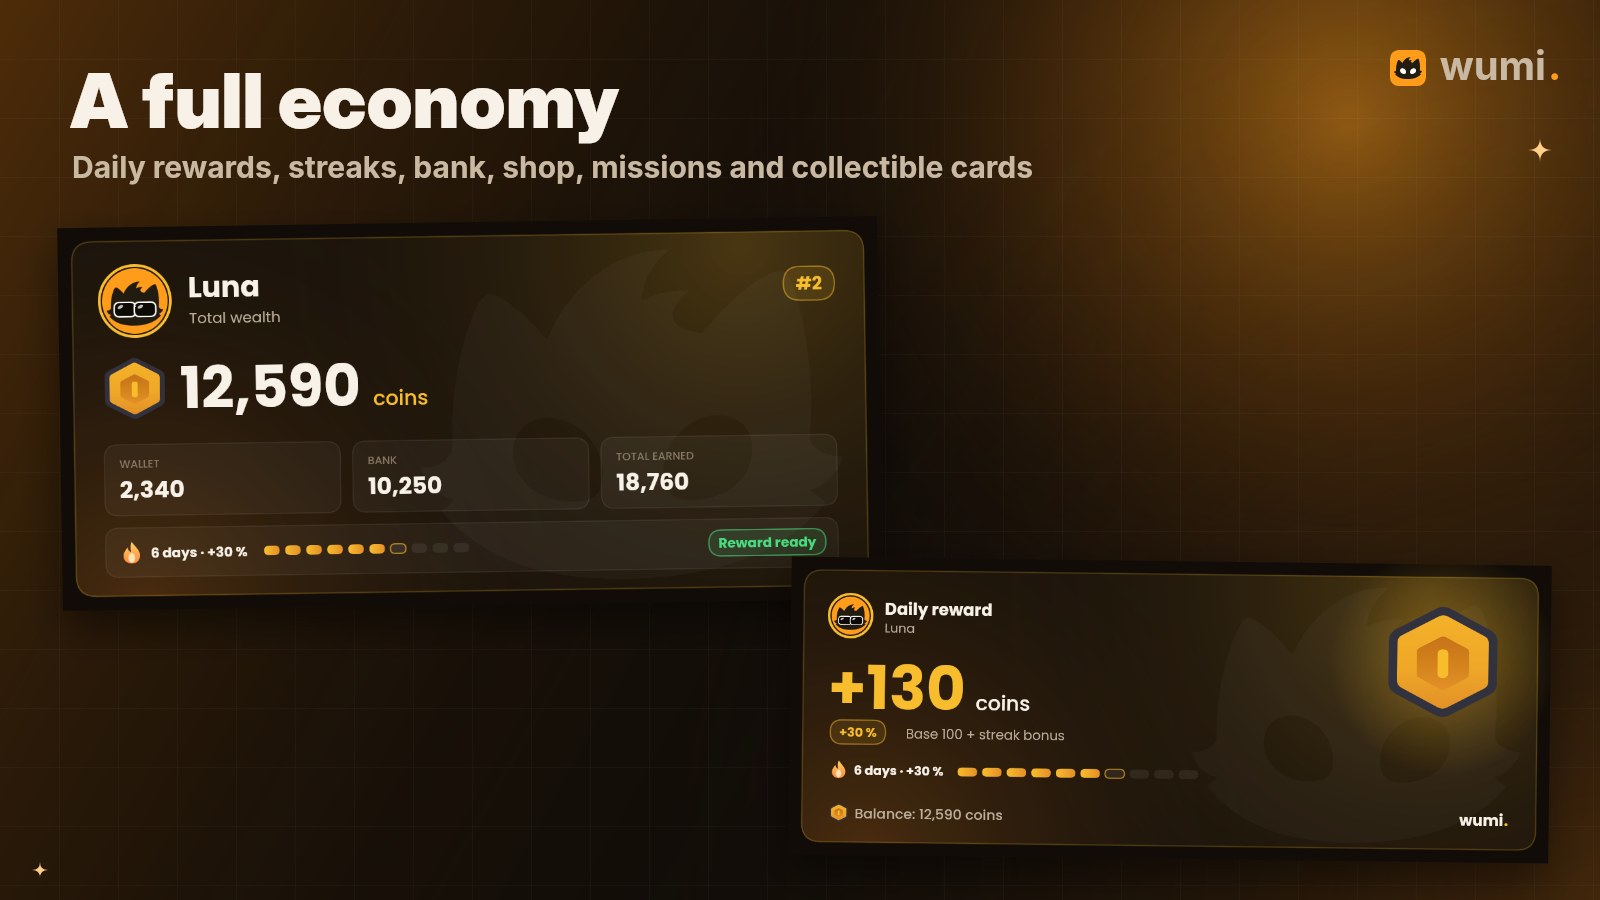 A full economy
wumi.
Daily rewards, streaks, bank, shop, missions and collectible cards
Luna
#2
Total wealth
12,590 coins
WALLET
2,340
BANK
10,250
TOTAL EARNED
18,760
6 days · +30 %
Reward ready
Daily reward
Luna
+130 coins
+30 %
Base 100 + streak bonus
6 days · +30 %
Balance: 12,590 coins
wumi.